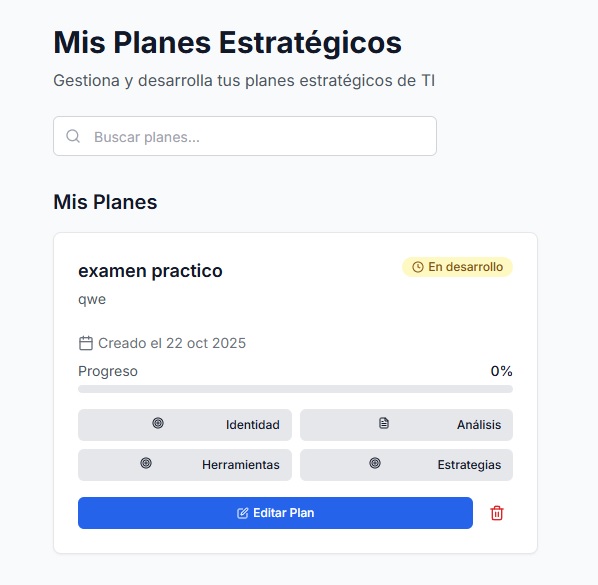 Mis Planes Estratégicos
Gestiona y desarrolla tus planes estratégicos de TI
Buscar planes...
Mis Planes
examen practico
En desarrollo
qwe
Creado el 22 oct 2025
Progreso 0%
Identidad Análisis
Herramientas Estrategias
Editar Plan